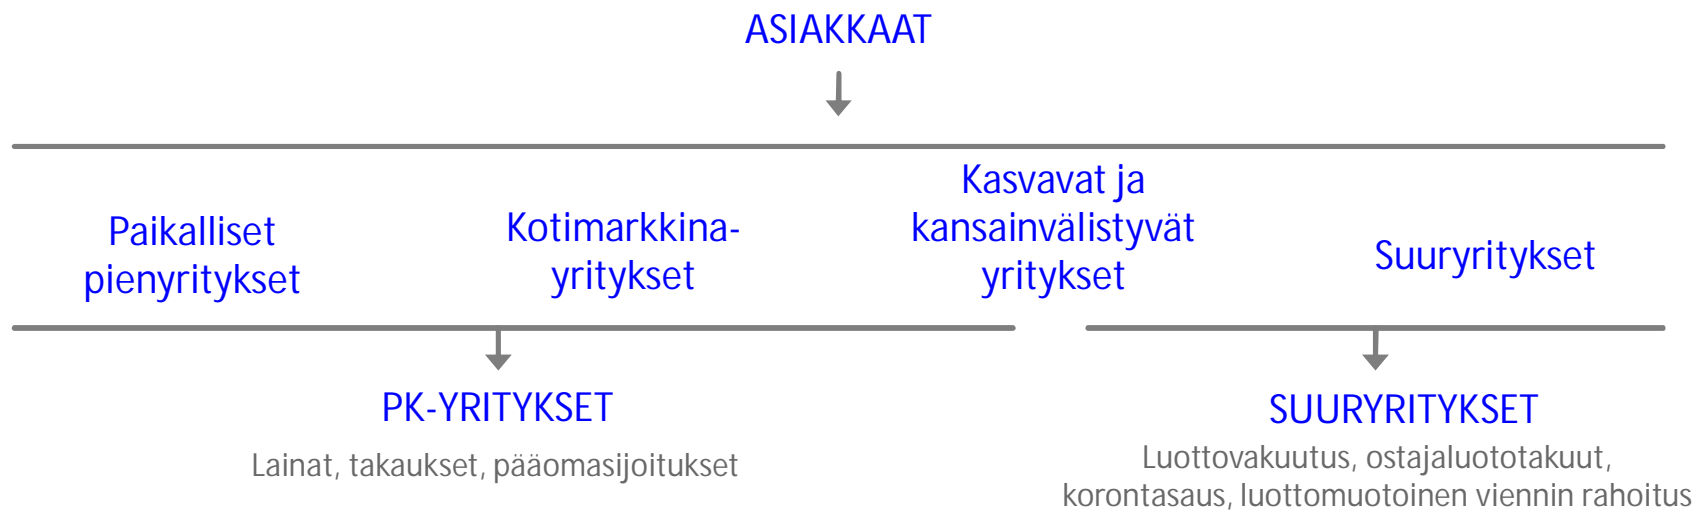 ASIAKKAAT
Paikalliset
pienyritykset
Kotimarkkina-
yritykset
Kasvavat ja
kansainvälistyvät
yritykset
Suuryritykset
PK-YRITYKSET
Lainat, takaukset, pääomasijoitukset
SUURYRITYKSET
Luottovakuutus, ostajaluototakuut,
korontasaus, luottomuotoinen viennin rahoitus